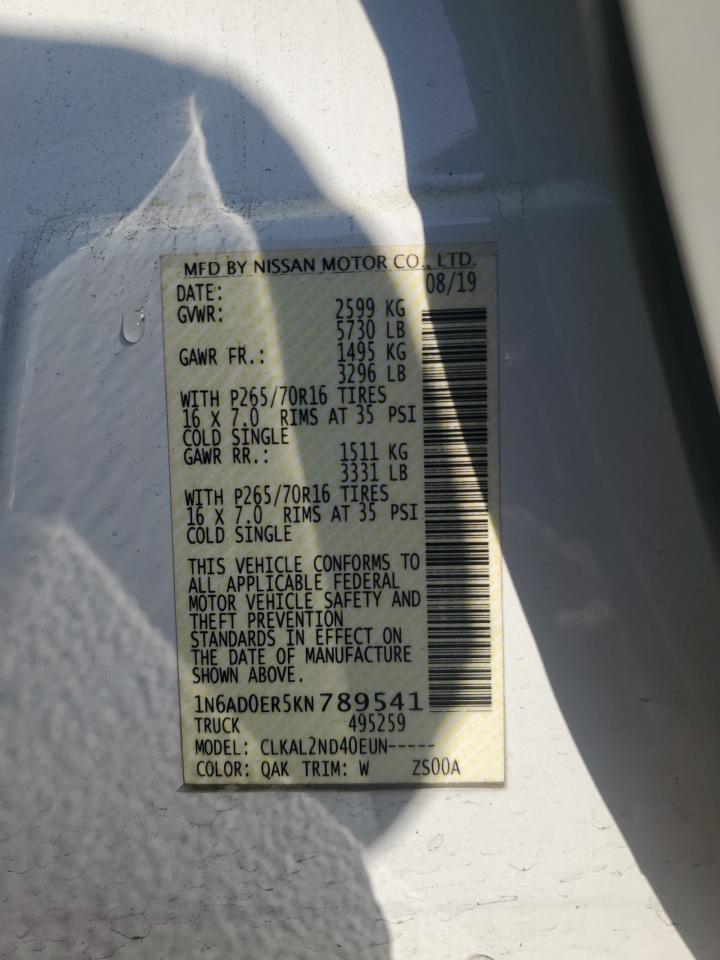 MFD BY NISSAN MOTOR CO., LTD.
DATE: 08/19
GVWR: 2599 KG
5730 LB
GAWR FR.: 1495 KG
3296 LB
WITH P265/70R16 TIRES
16 X 7.0 RIMS AT 35 PSI
COLD SINGLE
GAWR RR.: 1511 KG
3331 LB
WITH P265/70R16 TIRES
16 X 7.0 RIMS AT 35 PSI
COLD SINGLE
THIS VEHICLE CONFORMS TO
ALL APPLICABLE FEDERAL
MOTOR VEHICLE SAFETY AND
THEFT PREVENTION
STANDARDS IN EFFECT ON
THE DATE OF MANUFACTURE
SHOWN ABOVE.
1N6AD0ER5KN789541
TRUCK 495259
MODEL: CLKAL2ND40EUN-----
COLOR: QAK TRIM: W ZS00A